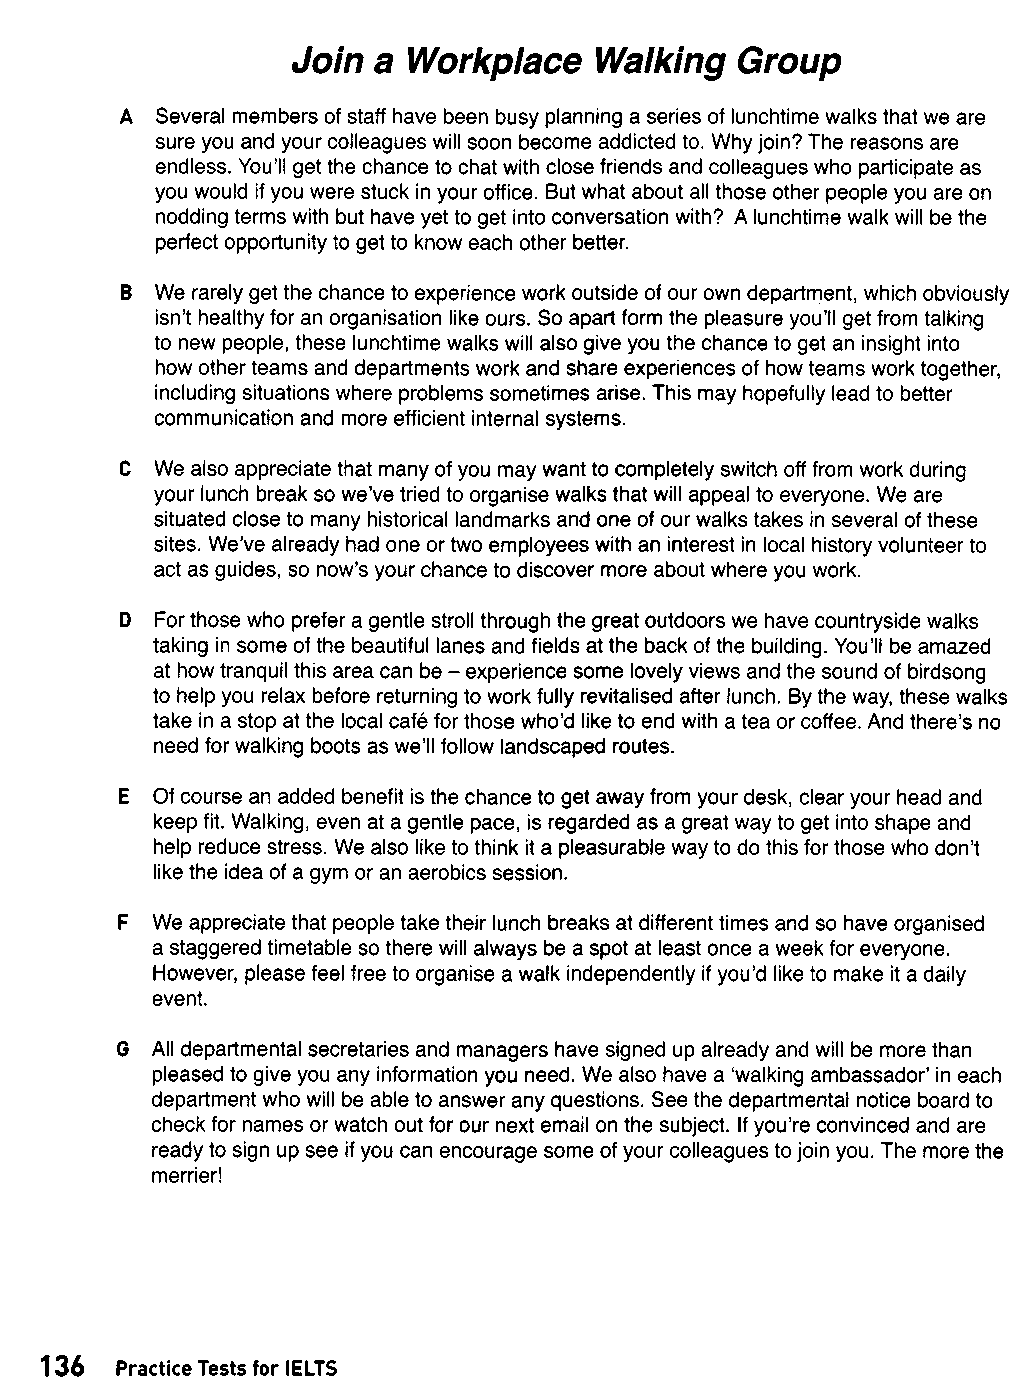 Join a Workplace Walking Group
A Several members of staff have been busy planning a series of lunchtime walks that we are
sure you and your colleagues will soon become addicted to. Why join? The reasons are
endless. You'll get the chance to chat with close friends and colleagues who participate as
you would if you were stuck in your office. But what about all those other people you are on
nodding terms with but have yet to get into conversation with? A lunchtime walk will be the
perfect opportunity to get to know each other better.
B We rarely get the chance to experience work outside of our own department, which obviously
isn't healthy for an organisation like ours. So apart form the pleasure you'll get from talking
to new people, these lunchtime walks will also give you the chance to get an insight into
how other teams and departments work and share experiences of how teams work together,
including situations where problems sometimes arise. This may hopefully lead to better
communication and more efficient internal systems.
C We also appreciate that many of you may want to completely switch off from work during
your lunch break so we've tried to organise walks that will appeal to everyone. We are
situated close to many historical landmarks and one of our walks takes in several of these
sites. We've already had one or two employees with an interest in local history volunteer to
act as guides, so now's your chance to discover more about where you work.
D For those who prefer a gentle stroll through the great outdoors we have countryside walks
taking in some of the beautiful lanes and fields at the back of the building. You'll be amazed
at how tranquil this area can be – experience some lovely views and the sound of birdsong
to help you relax before returning to work fully revitalised after lunch. By the way, these walks
take in a stop at the local café for those who'd like to end with a tea or coffee. And there's no
need for walking boots as we'll follow landscaped routes.
E Of course an added benefit is the chance to get away from your desk, clear your head and
keep fit. Walking, even at a gentle pace, is regarded as a great way to get into shape and
help reduce stress. We also like to think it a pleasurable way to do this for those who don't
like the idea of a gym or an aerobics session.
F We appreciate that people take their lunch breaks at different times and so have organised
a staggered timetable so there will always be a spot at least once a week for everyone.
However, please feel free to organise a walk independently if you'd like to make it a daily
event.
G All departmental secretaries and managers have signed up already and will be more than
pleased to give you any information you need. We also have a 'walking ambassador' in each
department who will be able to answer any questions. See the departmental notice board to
check for names or watch out for our next email on the subject. If you're convinced and are
ready to sign up see if you can encourage some of your colleagues to join you. The more the
merrier!
136 Practice Tests for IELTS